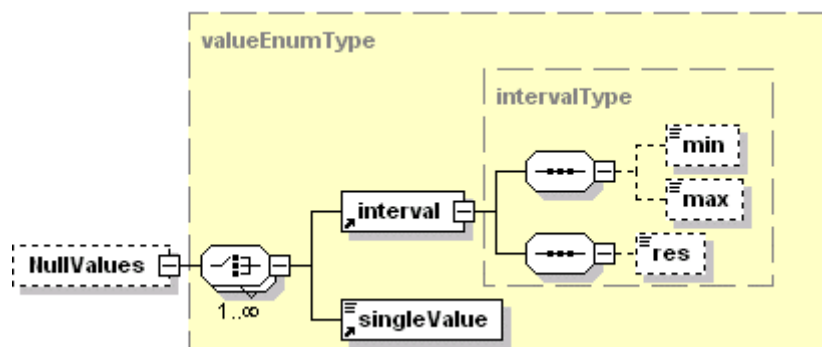 valueEnumType
intervalType
min
max
interval
res
NullValues
1..∞
singleValue